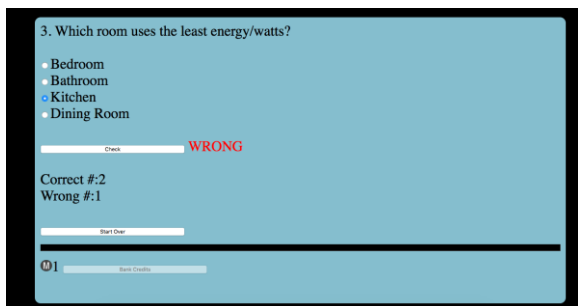 3. Which room uses the least energy/watts?
Bedroom
Bathroom
Kitchen
Dining Room
Check WRONG
Correct #:2
Wrong #:1
Start Over
M1 Bank Credits